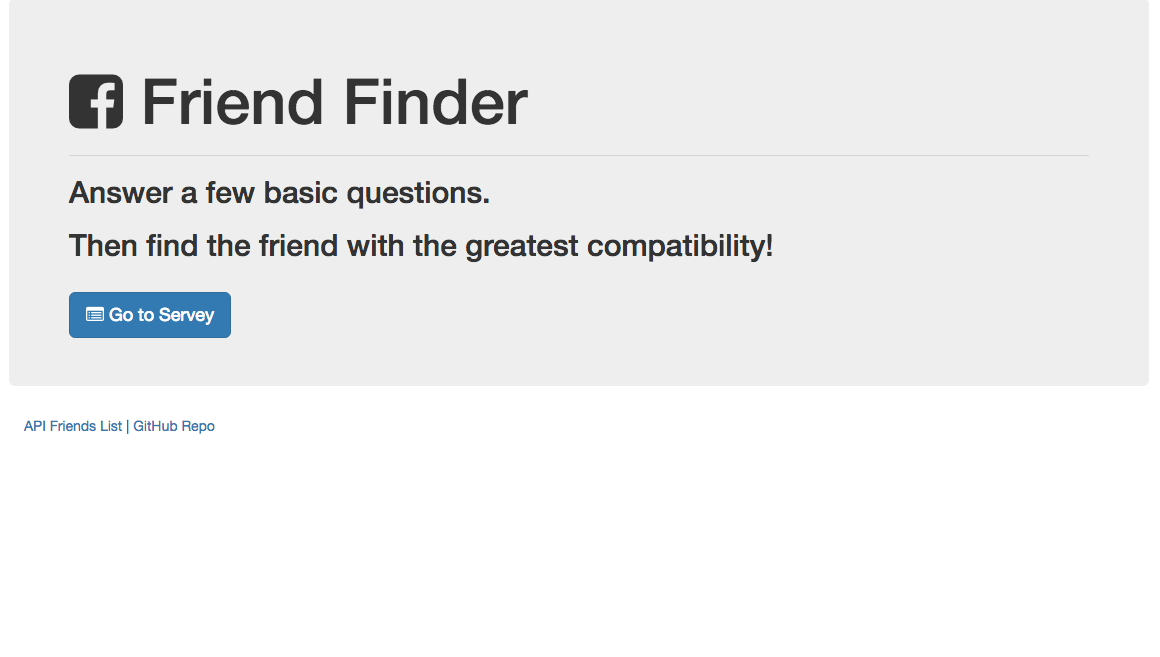 Friend Finder
Answer a few basic questions.
Then find the friend with the greatest compatibility!
Go to Servey
API Friends List | GitHub Repo